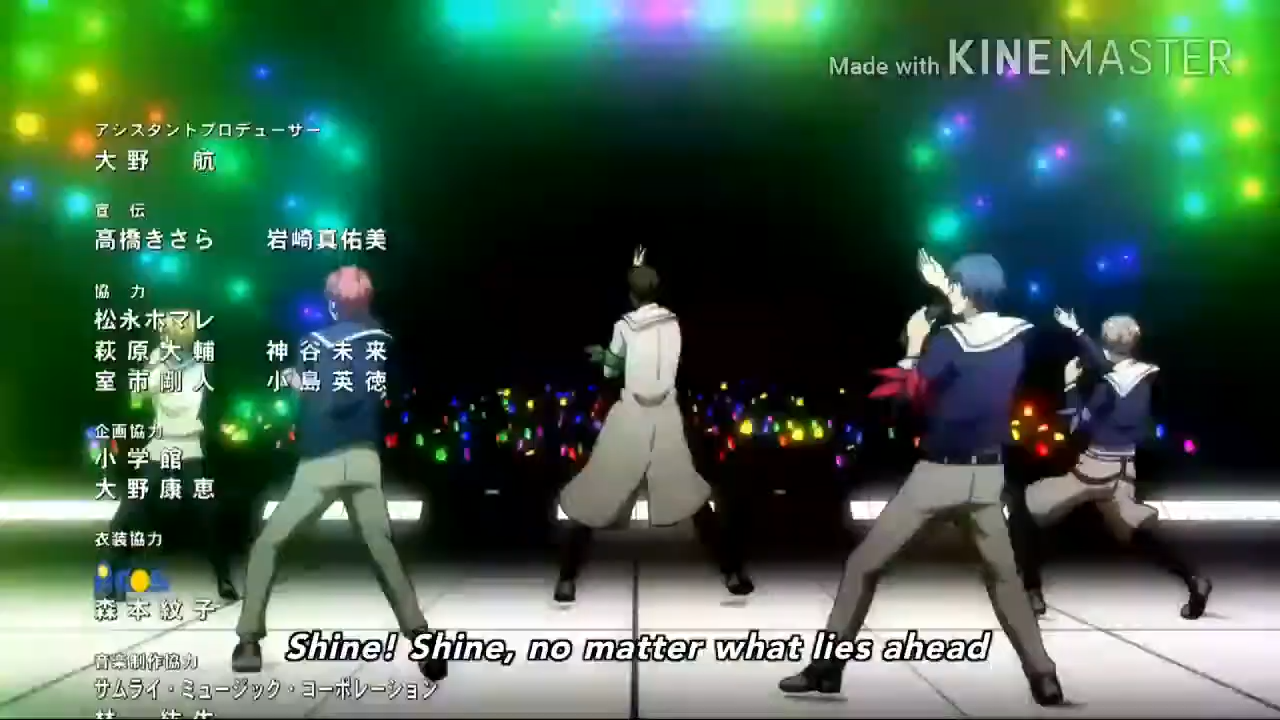 Made with KINEMASTER
アシスタントプロデューサー
大野 航
宣 伝
高橋きさら 岩崎真佑美
協 力
松永ホマレ
萩原大輔 神谷未来
室市剛人 小島英徳
企画協力
小学館
大野康恵
衣装協力
森本紋子
音楽制作協力
サムライ・ミュージック・コーポレーション
Shine! Shine, no matter what lies ahead